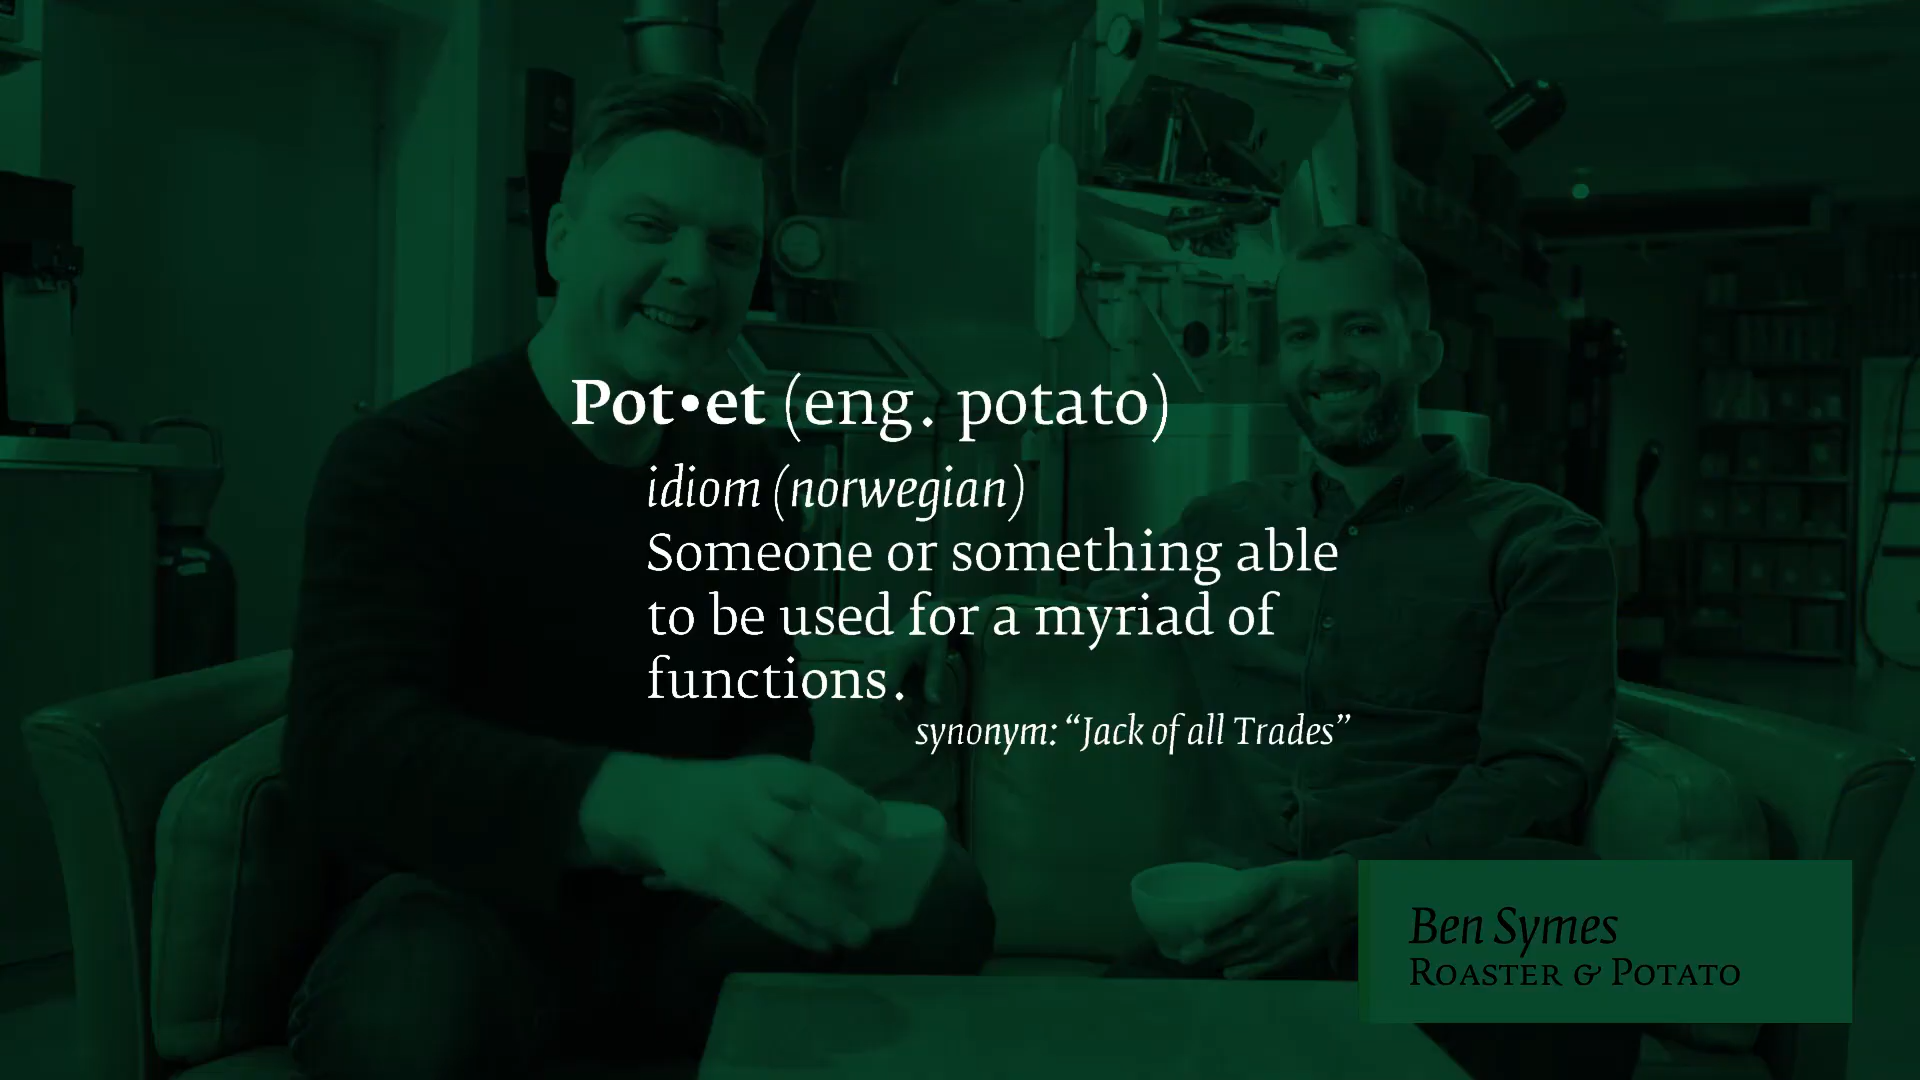 Pot•et (eng. potato)
idiom (norwegian)
Someone or something able
to be used for a myriad of
functions.
synonym: “Jack of all Trades”
Ben Symes
Roaster & Potato